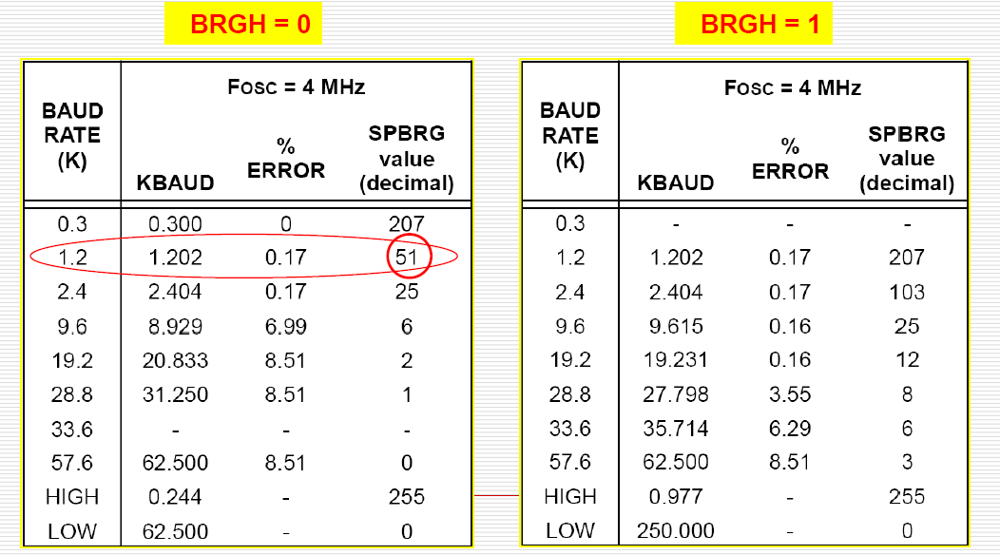 BRGH = 0
BAUD RATE (K) FOSC = 4 MHz
KBAUD % ERROR SPBRG value (decimal)
0.3 0.300 0 207
1.2 1.202 0.17 51
2.4 2.404 0.17 25
9.6 8.929 6.99 6
19.2 20.833 8.51 2
28.8 31.250 8.51 1
33.6 - - -
57.6 62.500 8.51 0
HIGH 0.244 - 255
LOW 62.500 - 0
BRGH = 1
BAUD RATE (K) FOSC = 4 MHz
KBAUD % ERROR SPBRG value (decimal)
0.3 - - -
1.2 1.202 0.17 207
2.4 2.404 0.17 103
9.6 9.615 0.16 25
19.2 19.231 0.16 12
28.8 27.798 3.55 8
33.6 35.714 6.29 6
57.6 62.500 8.51 3
HIGH 0.977 - 255
LOW 250.000 - 0